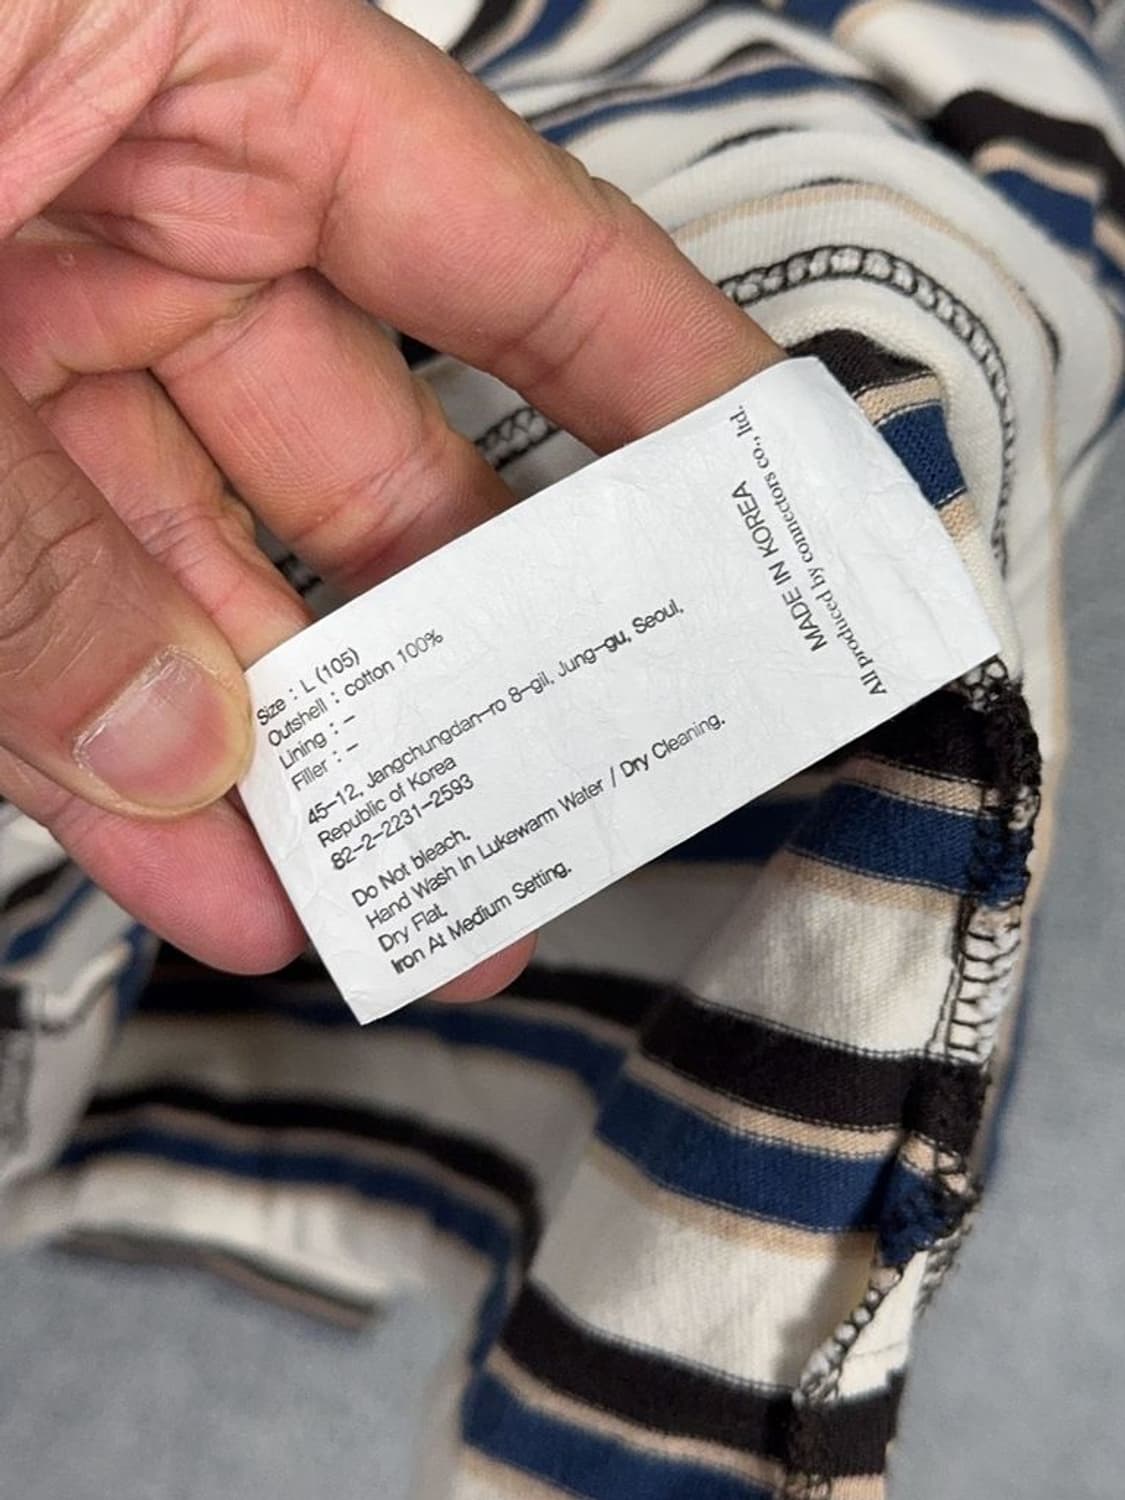 Size : L (105)
Outshell : cotton 100%
Lining : –
Filler : –
45–12, Jangchungdan–ro 8–gil, Jung–gu, Seoul,
Republic of Korea
82–2–2231–2593
Do Not bleach.
Hand Wash In Lukewarm Water / Dry Cleaning.
Dry Flat.
Iron At Medium Setting.
MADE IN KOREA
All produced by connectors co., ltd.